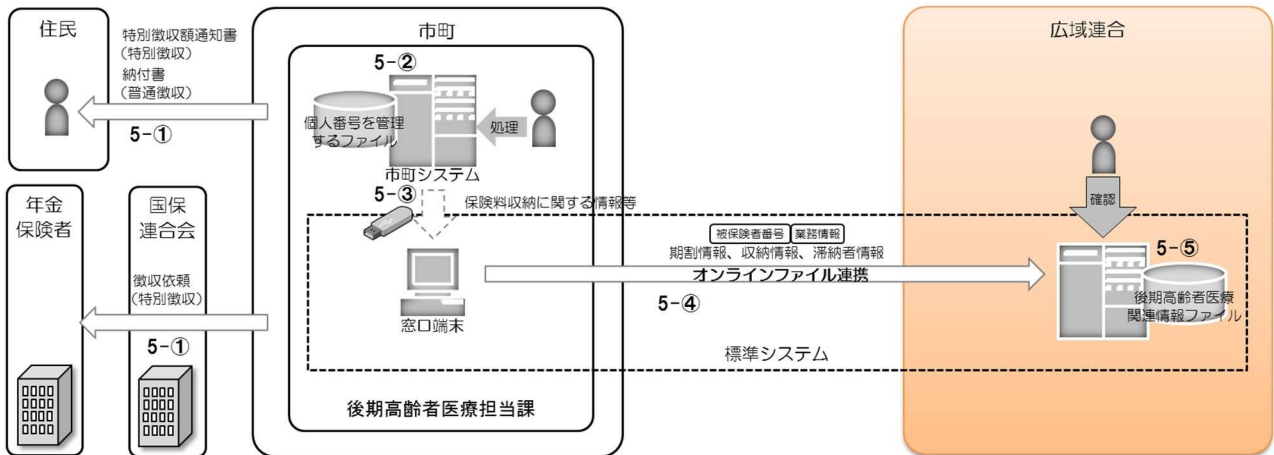 住民
特別徴収額通知書
(特別徴収)
納付書
(普通徴収)
5-①
年金
保険者
国保
連合会
徴収依頼
(特別徴収)
5-①
市町
5-②
個人番号を管理
するファイル
処理
市町システム
5-③
保険料収納に関する情報等
窓口端末
後期高齢者医療担当課
被保険者番号 業務情報
期割情報、収納情報、滞納者情報
オンラインファイル連携
5-④
標準システム
広域連合
確認
5-⑤
後期高齢者医療
関連情報ファイル